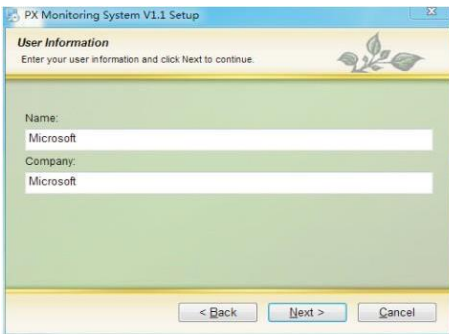 PX Monitoring System V1.1 Setup
User Information
Enter your user information and click Next to continue.
Name:
Microsoft
Company:
Microsoft
< Back
Next >
Cancel